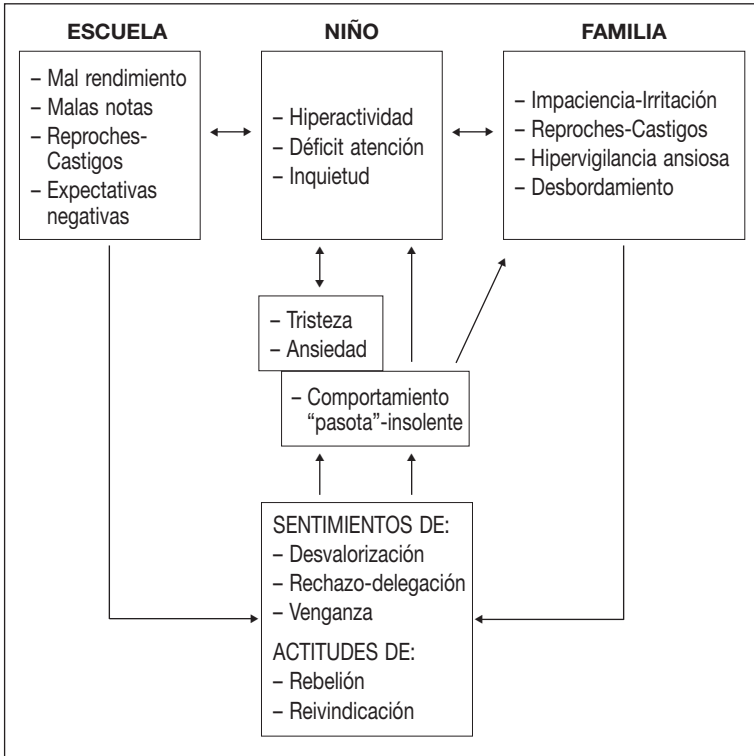 ESCUELA
– Mal rendimiento
– Malas notas
– Reproches-
Castigos
– Expectativas
negativas
NIÑO
– Hiperactividad
– Déficit atención
– Inquietud
FAMILIA
– Impaciencia-Irritación
– Reproches-Castigos
– Hipervigilancia ansiosa
– Desbordamiento
– Tristeza
– Ansiedad
– Comportamiento
“pasota”-insolente
SENTIMIENTOS DE:
– Desvalorización
– Rechazo-delegación
– Venganza
ACTITUDES DE:
– Rebelión
– Reivindicación